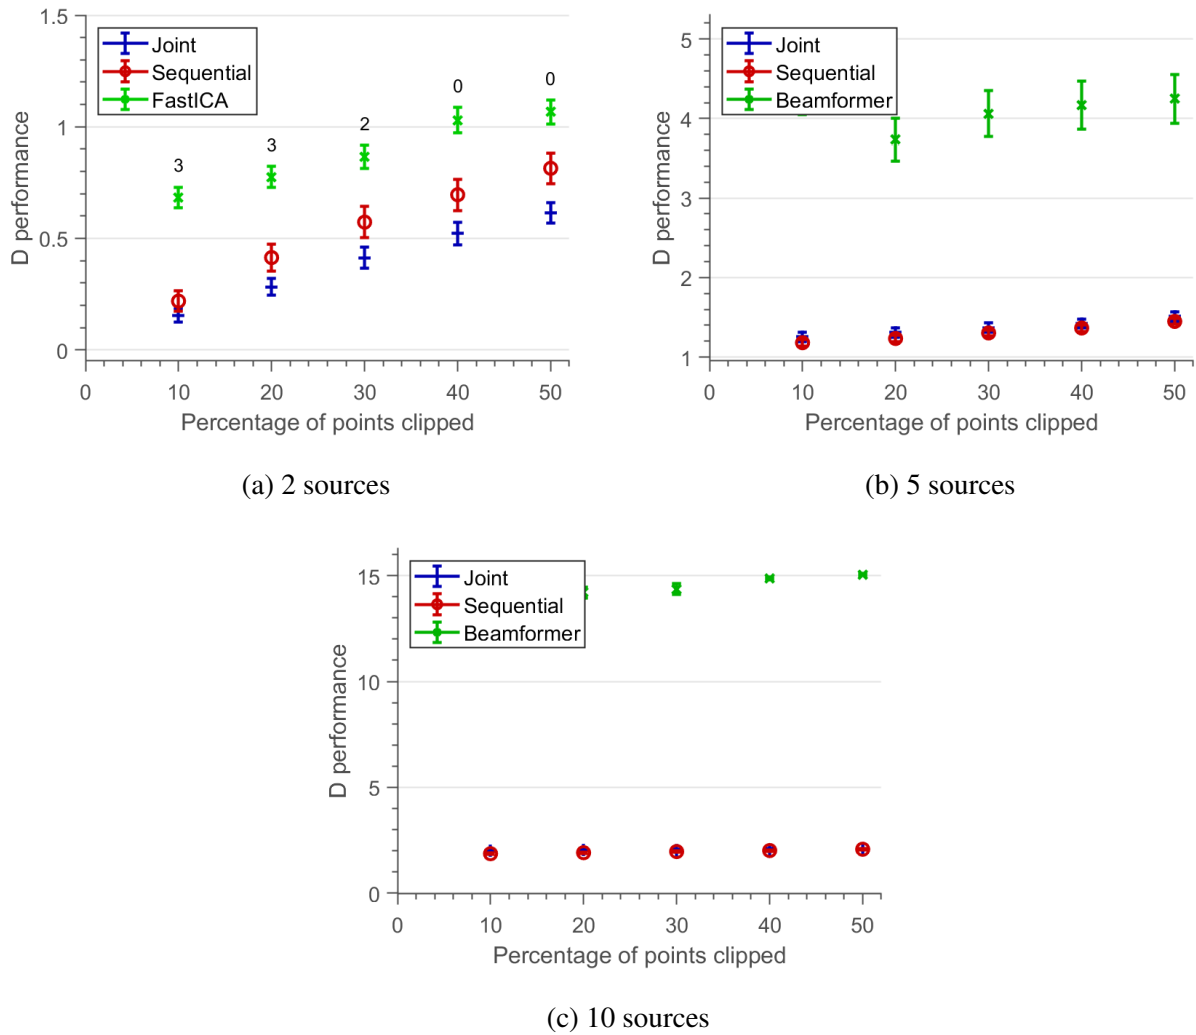 1.5
1
0.5
0
D performance
Joint
Sequential
FastICA
3
3
2
0
0
0
10
20
30
40
50
Percentage of points clipped
(a) 2 sources
5
4
3
2
1
D performance
Joint
Sequential
Beamformer
0
10
20
30
40
50
Percentage of points clipped
(b) 5 sources
15
10
5
0
D performance
Joint
Sequential
Beamformer
0
10
20
30
40
50
Percentage of points clipped
(c) 10 sources